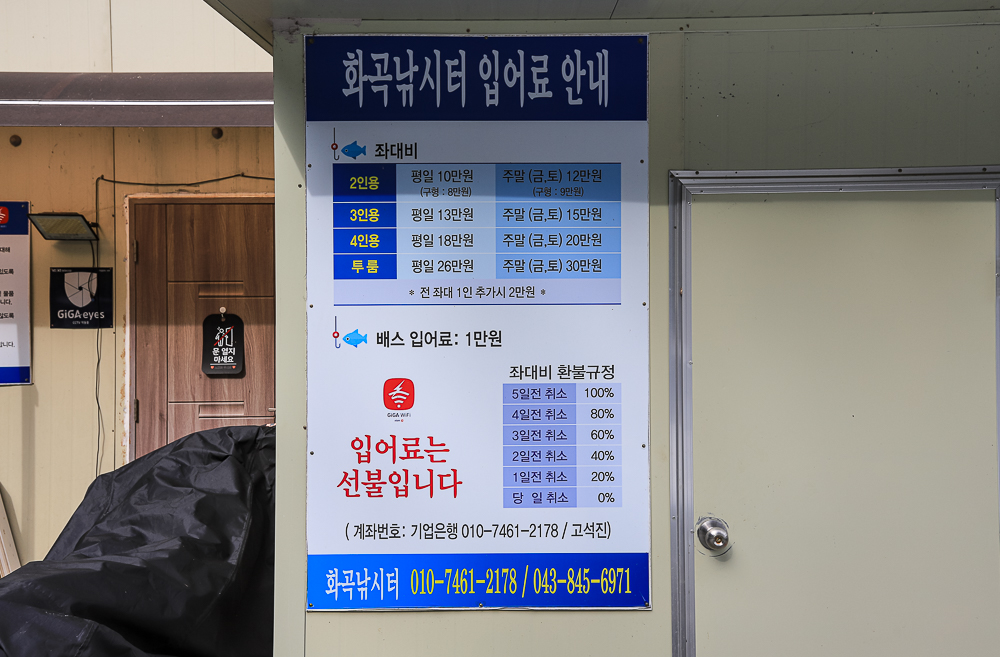 화곡낚시터 입어료 안내
좌대비
2인용 평일 10만원 주말 (금,토) 12만원
(구형 : 8만원) (구형 : 9만원)
3인용 평일 13만원 주말 (금,토) 15만원
4인용 평일 18만원 주말 (금,토) 20만원
투 룸 평일 26만원 주말 (금,토) 30만원
* 전 좌대 1인 추가시 2만원 *
배스 입어료: 1만원
좌대비 환불규정
5일전 취소 100%
4일전 취소 80%
3일전 취소 60%
2일전 취소 40%
1일전 취소 20%
당 일 취소 0%
GiGA WiFi
입어료는
선불입니다
( 계좌번호: 기업은행 010-7461-2178 / 고석진)
화곡낚시터 010-7461-2178 / 043-845-6971
GiGAeyes
문 열지
마세요